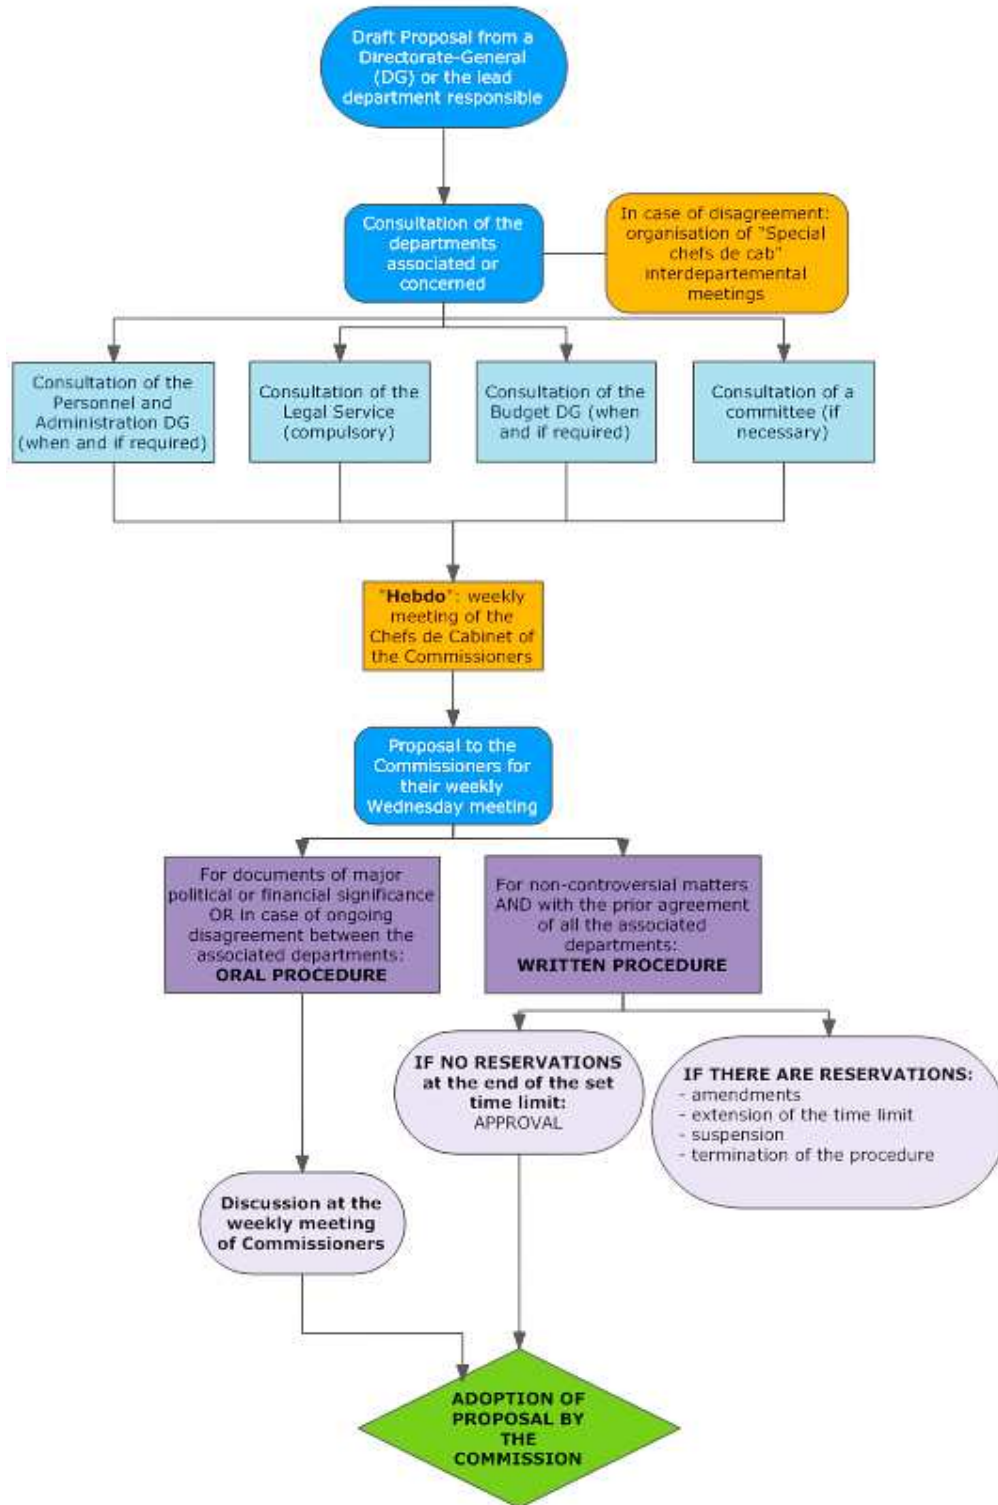 Draft Proposal from a
Directorate-General
(DG) or the lead
department responsible
Consultation of the
departments
associated or
concerned
In case of disagreement:
organisation of "Special
chefs de cab"
interdepartemental
meetings
Consultation of the
Personnel and
Administration DG
(when and if required)
Consultation of the
Legal Service
(compulsory)
Consultation of the
Budget DG (when
and if required)
Consultation of a
committee (if
necessary)
"Hebdo": weekly
meeting of the
Chefs de Cabinet of
the Commissioners
Proposal to the
Commissioners for
their weekly
Wednesday meeting
For documents of major
political or financial significance
OR in case of ongoing
disagreement between the
associated departments:
ORAL PROCEDURE
For non-controversial matters
AND with the prior agreement
of all the associated
departments:
WRITTEN PROCEDURE
IF NO RESERVATIONS
at the end of the set
time limit:
APPROVAL
IF THERE ARE RESERVATIONS:
- amendments
- extension of the time limit
- suspension
- termination of the procedure
Discussion at the
weekly meeting
of Commissioners
ADOPTION OF
PROPOSAL BY
THE
COMMISSION